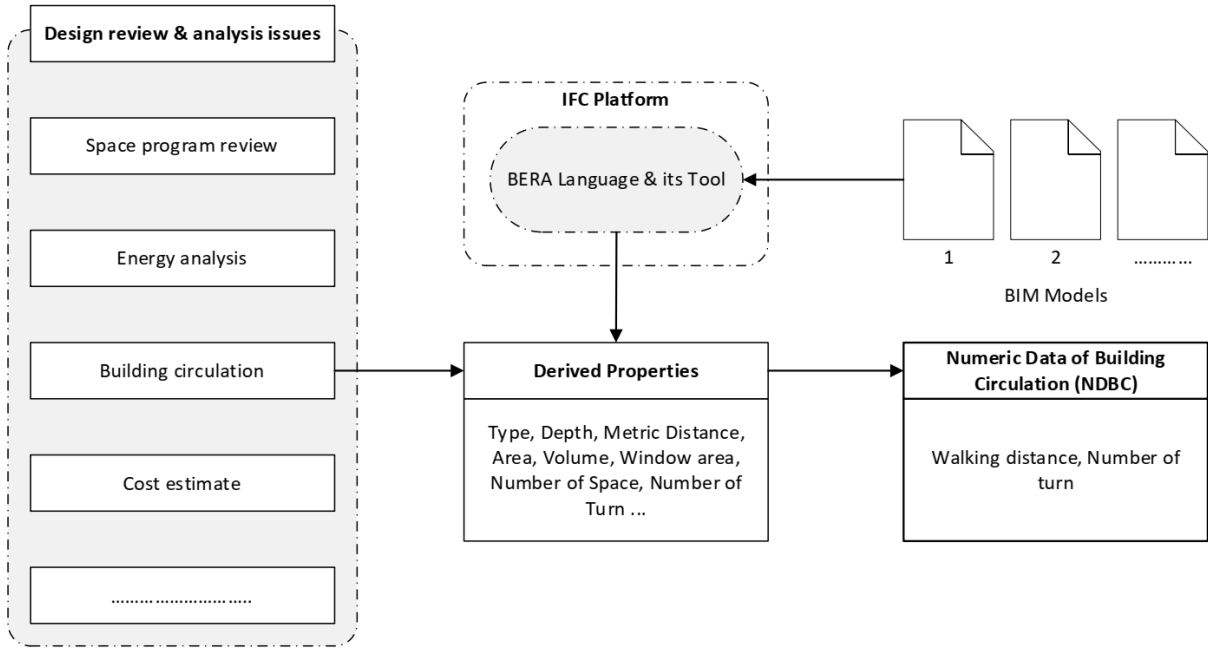 Design review & analysis issues
Space program review
Energy analysis
Building circulation
Cost estimate
...............................
IFC Platform
BERA Language & its Tool
1
2
............
BIM Models
Derived Properties
Type, Depth, Metric Distance,
Area, Volume, Window area,
Number of Space, Number of
Turn ...
Numeric Data of Building
Circulation (NDBC)
Walking distance, Number of
turn